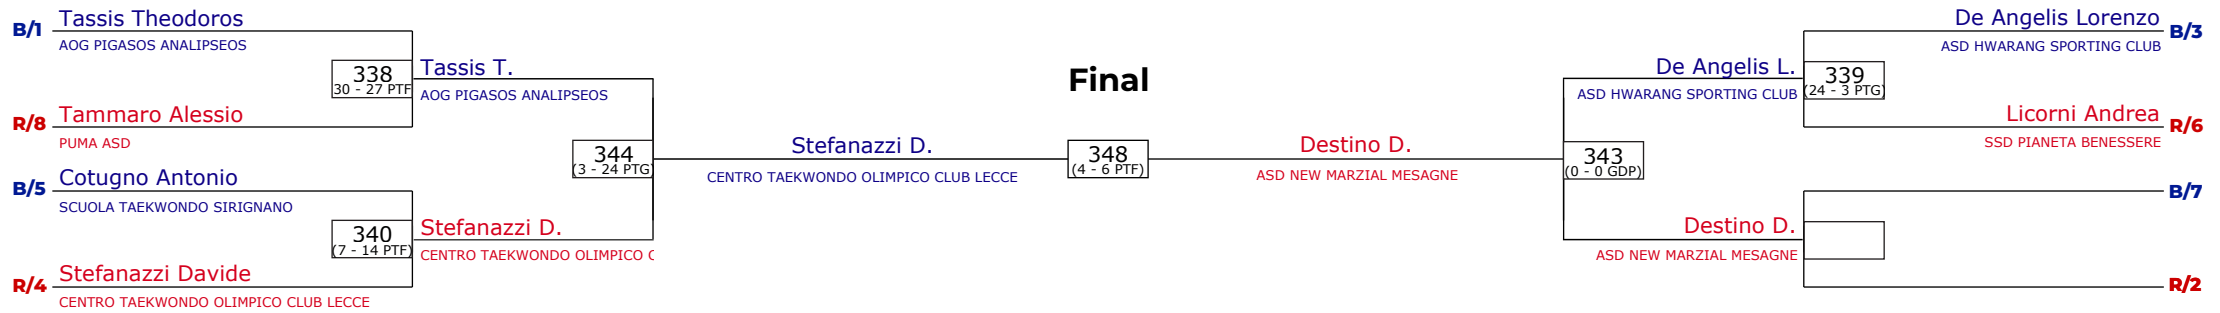 B/1
Tassis Theodoros
AOG PIGASOS ANALIPSEOS
338
30 - 27 PTF
R/8
Tammaro Alessio
PUMA ASD
B/5
Cotugno Antonio
SCUOLA TAEKWONDO SIRIGNANO
340
(7 - 14 PTF)
R/4
Stefanazzi Davide
CENTRO TAEKWONDO OLIMPICO CLUB LECCE
Tassis T.
AOG PIGASOS ANALIPSEOS
344
(3 - 24 PTG)
Stefanazzi D.
CENTRO TAEKWONDO OLIMPICO C
Final
Stefanazzi D.
CENTRO TAEKWONDO OLIMPICO CLUB LECCE
348
(4 - 6 PTF)
Destino D.
ASD NEW MARZIAL MESAGNE
De Angelis L.
ASD HWARANG SPORTING CLUB
343
(0 - 0 GDP)
Destino D.
ASD NEW MARZIAL MESAGNE
De Angelis Lorenzo
B/3
ASD HWARANG SPORTING CLUB
339
(24 - 3 PTG)
Licorni Andrea
R/6
SSD PIANETA BENESSERE
B/7
R/2